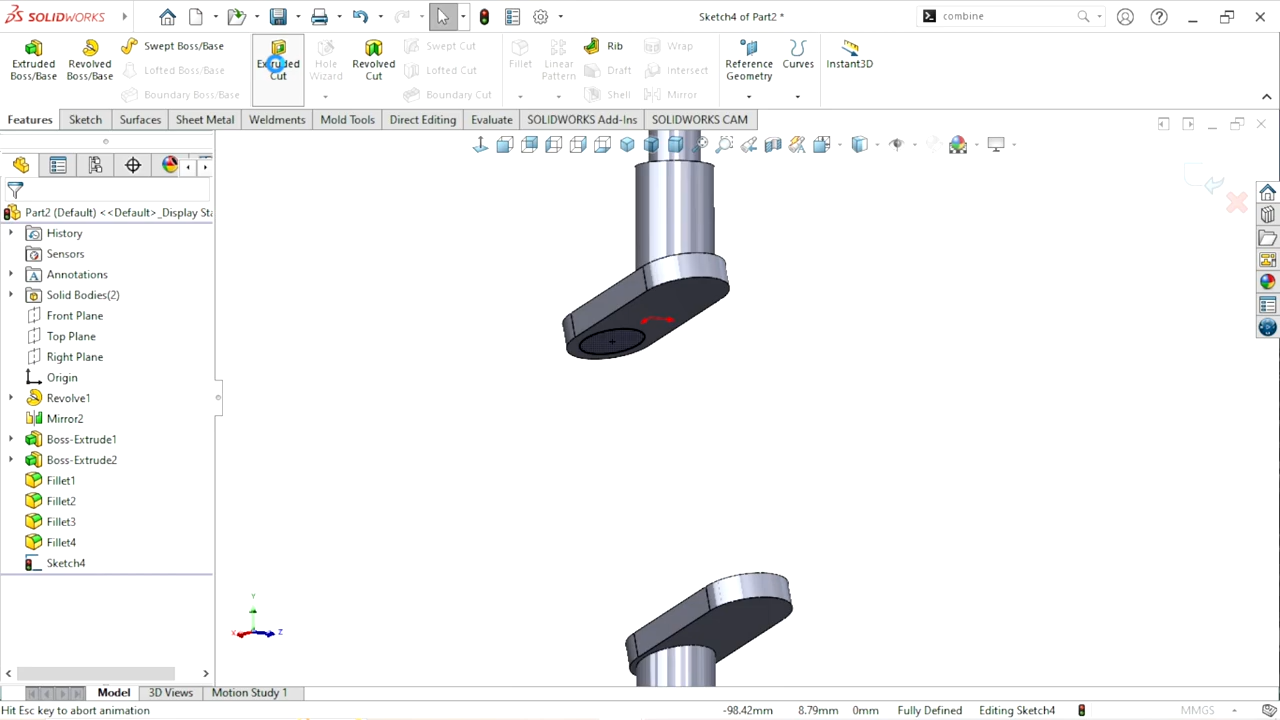 SOLIDWORKS
Sketch4 of Part2 *
combine
Extruded Boss/Base
Revolved Boss/Base
Swept Boss/Base
Lofted Boss/Base
Boundary Boss/Base
Extruded Cut
Hole Wizard
Revolved Cut
Swept Cut
Lofted Cut
Boundary Cut
Fillet
Linear Pattern
Rib
Draft
Shell
Wrap
Intersect
Mirror
Reference Geometry
Curves
Instant3D
Features Sketch Surfaces Sheet Metal Weldments Mold Tools Direct Editing Evaluate SOLIDWORKS Add-Ins SOLIDWORKS CAM
Part2 (Default) <<Default>_Display Sta
History
Sensors
Annotations
Solid Bodies(2)
Front Plane
Top Plane
Right Plane
Origin
Revolve1
Mirror2
Boss-Extrude1
Boss-Extrude2
Fillet1
Fillet2
Fillet3
Fillet4
Sketch4
Y
X Z
Model 3D Views Motion Study 1
Hit Esc key to abort animation -98.42mm 8.79mm 0mm Fully Defined Editing Sketch4 MMGS